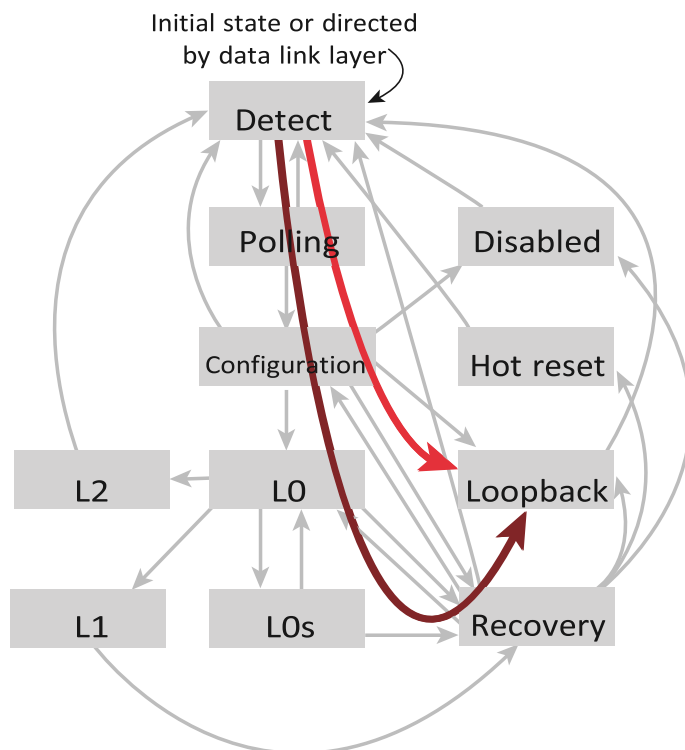 Initial state or directed
by data link layer
Detect
Polling
Disabled
Configuration
Hot reset
L2
L0
Loopback
L1
L0s
Recovery